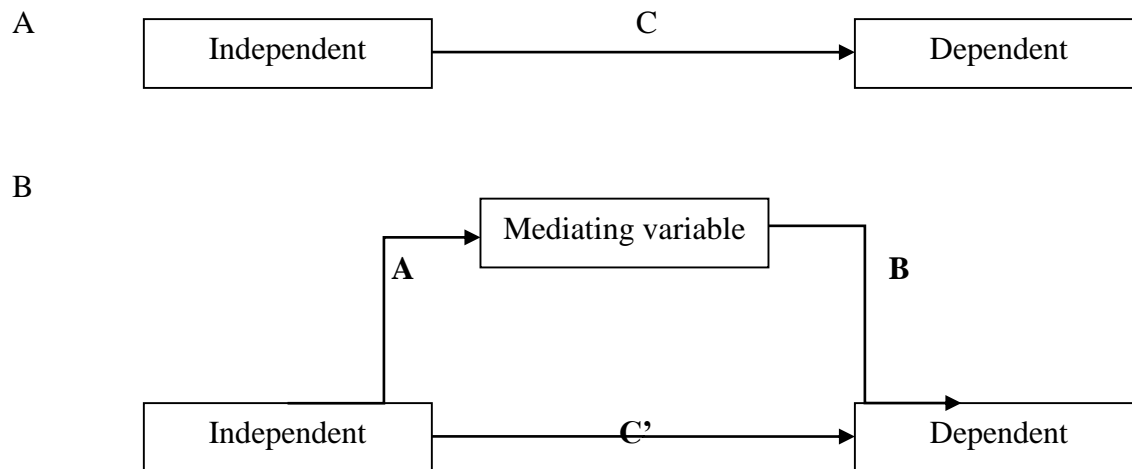 A
C
Independent
Dependent
B
Mediating variable
A
B
Independent
C’
Dependent